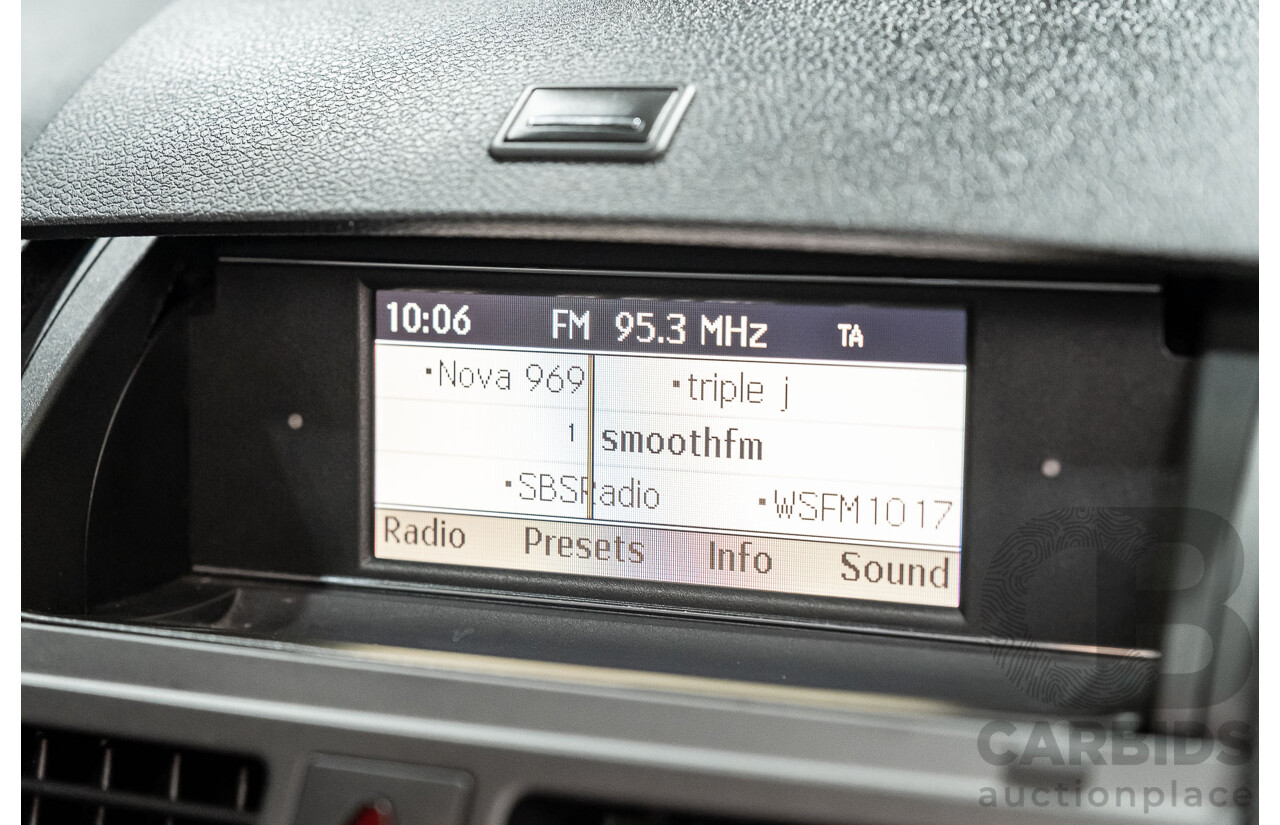 10:06 FM 95.3 MHz TA
·Nova 969 ·triple j
1 smoothfm
·SBSRadio ·WSFM1017
Radio Presets Info Sound
CARBIDS
auctionplace